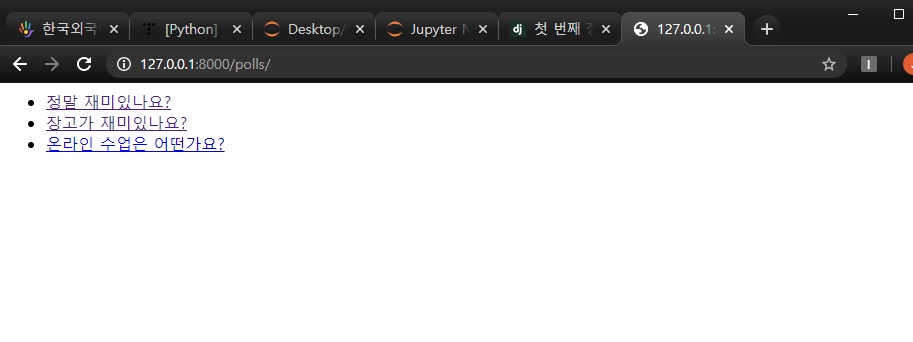 한국외국 [Python] Desktop/ Jupyter N 첫 번째 장 127.0.0.1:
127.0.0.1:8000/polls/
정말 재미있나요?
장고가 재미있나요?
온라인 수업은 어떤가요?